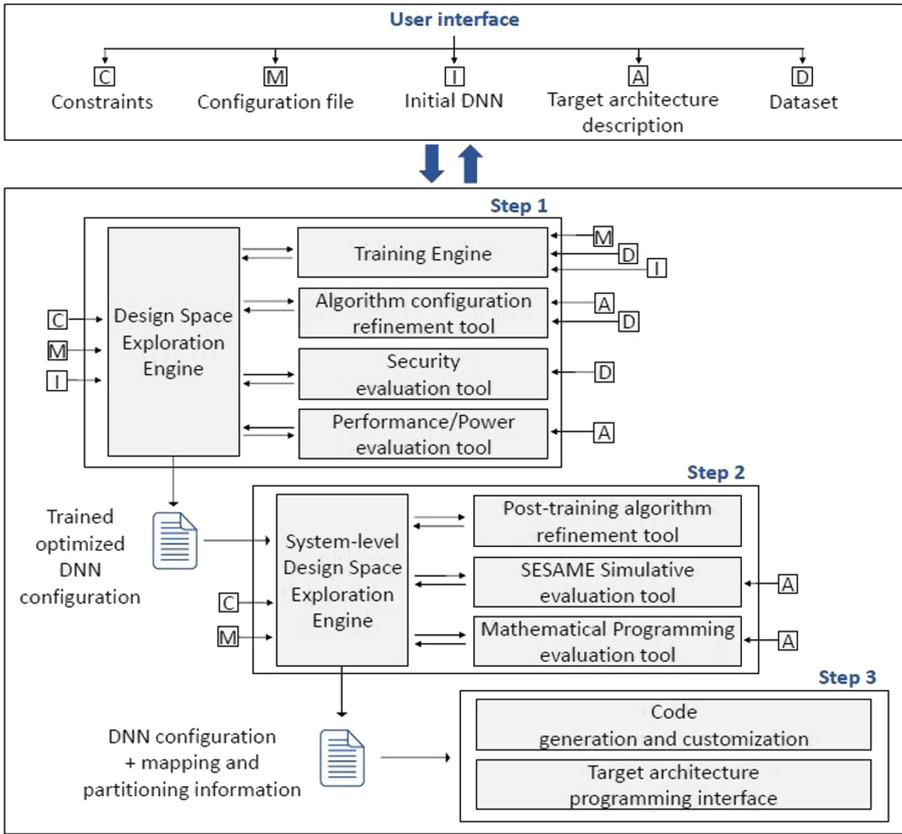 User interface
C
M
I
A
D
Constraints
Configuration file
Initial DNN
Target architecture
description
Dataset
Step 1
Design Space
Exploration
Engine
C
M
I
Training Engine
M
D
I
Algorithm configuration
refinement tool
A
D
Security
evaluation tool
D
Performance/Power
evaluation tool
A
Trained
optimized
DNN
configuration
Step 2
System-level
Design Space
Exploration
Engine
C
M
Post-training algorithm
refinement tool
SESAME Simulative
evaluation tool
A
Mathematical Programming
evaluation tool
A
DNN configuration
+ mapping and
partitioning information
Step 3
Code
generation and customization
Target architecture
programming interface